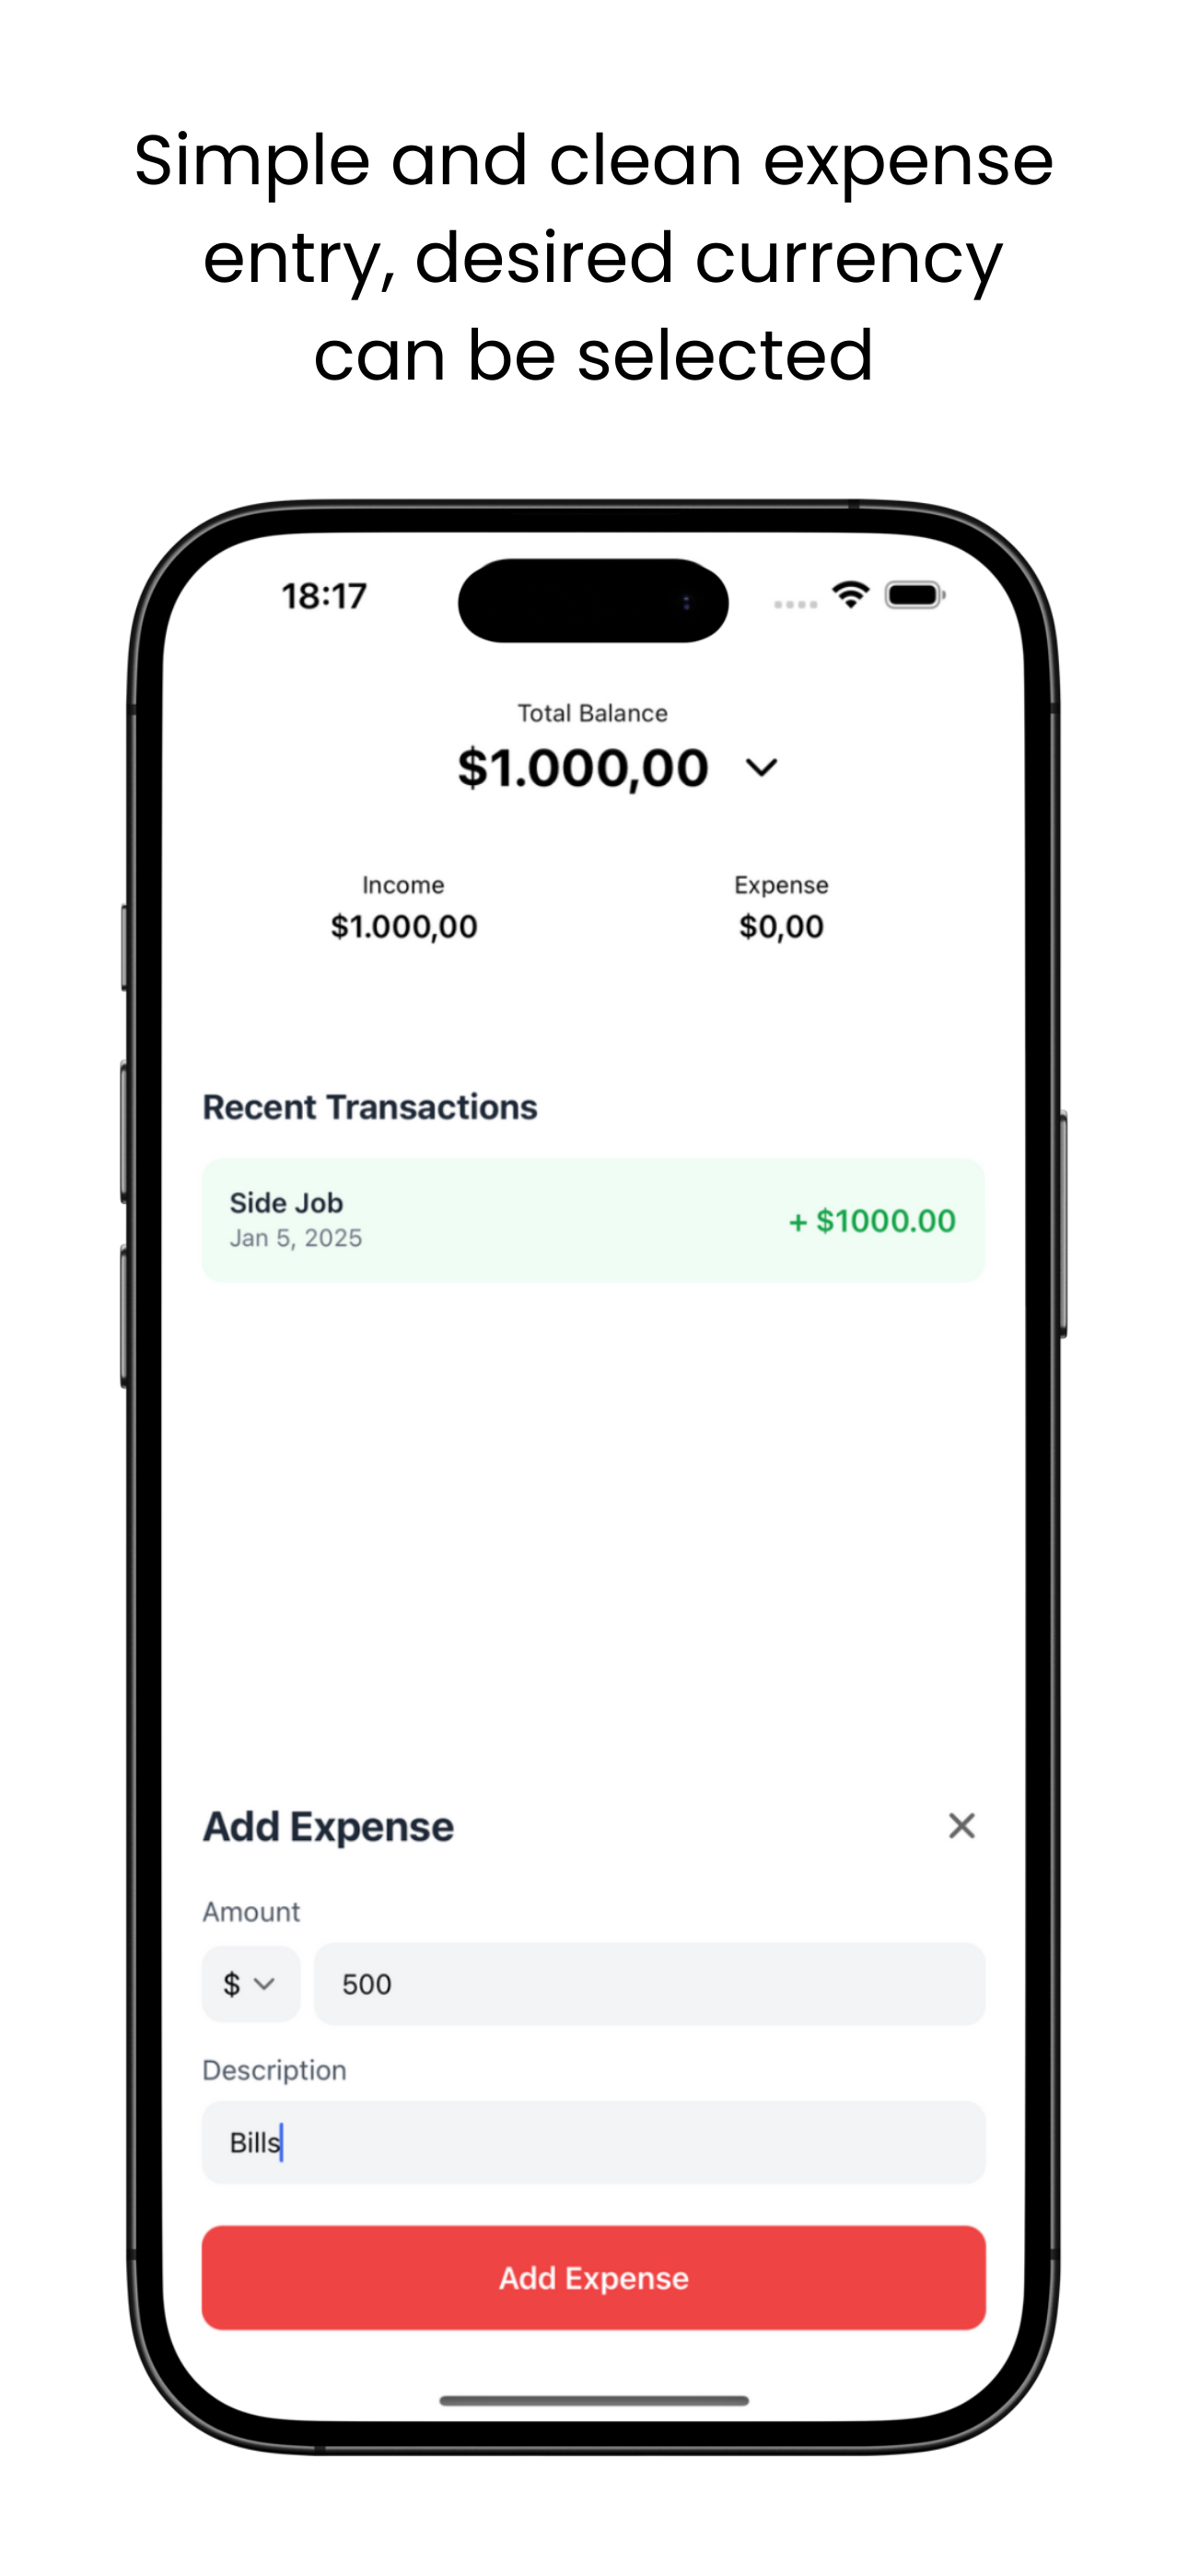 Simple and clean expense
entry, desired currency
can be selected
18:17
Total Balance
$1.000,00
Income
Expense
$1.000,00
$0,00
Recent Transactions
Side Job
Jan 5, 2025
+ $1000.00
Add Expense
Amount
$
500
Description
Bills
Add Expense